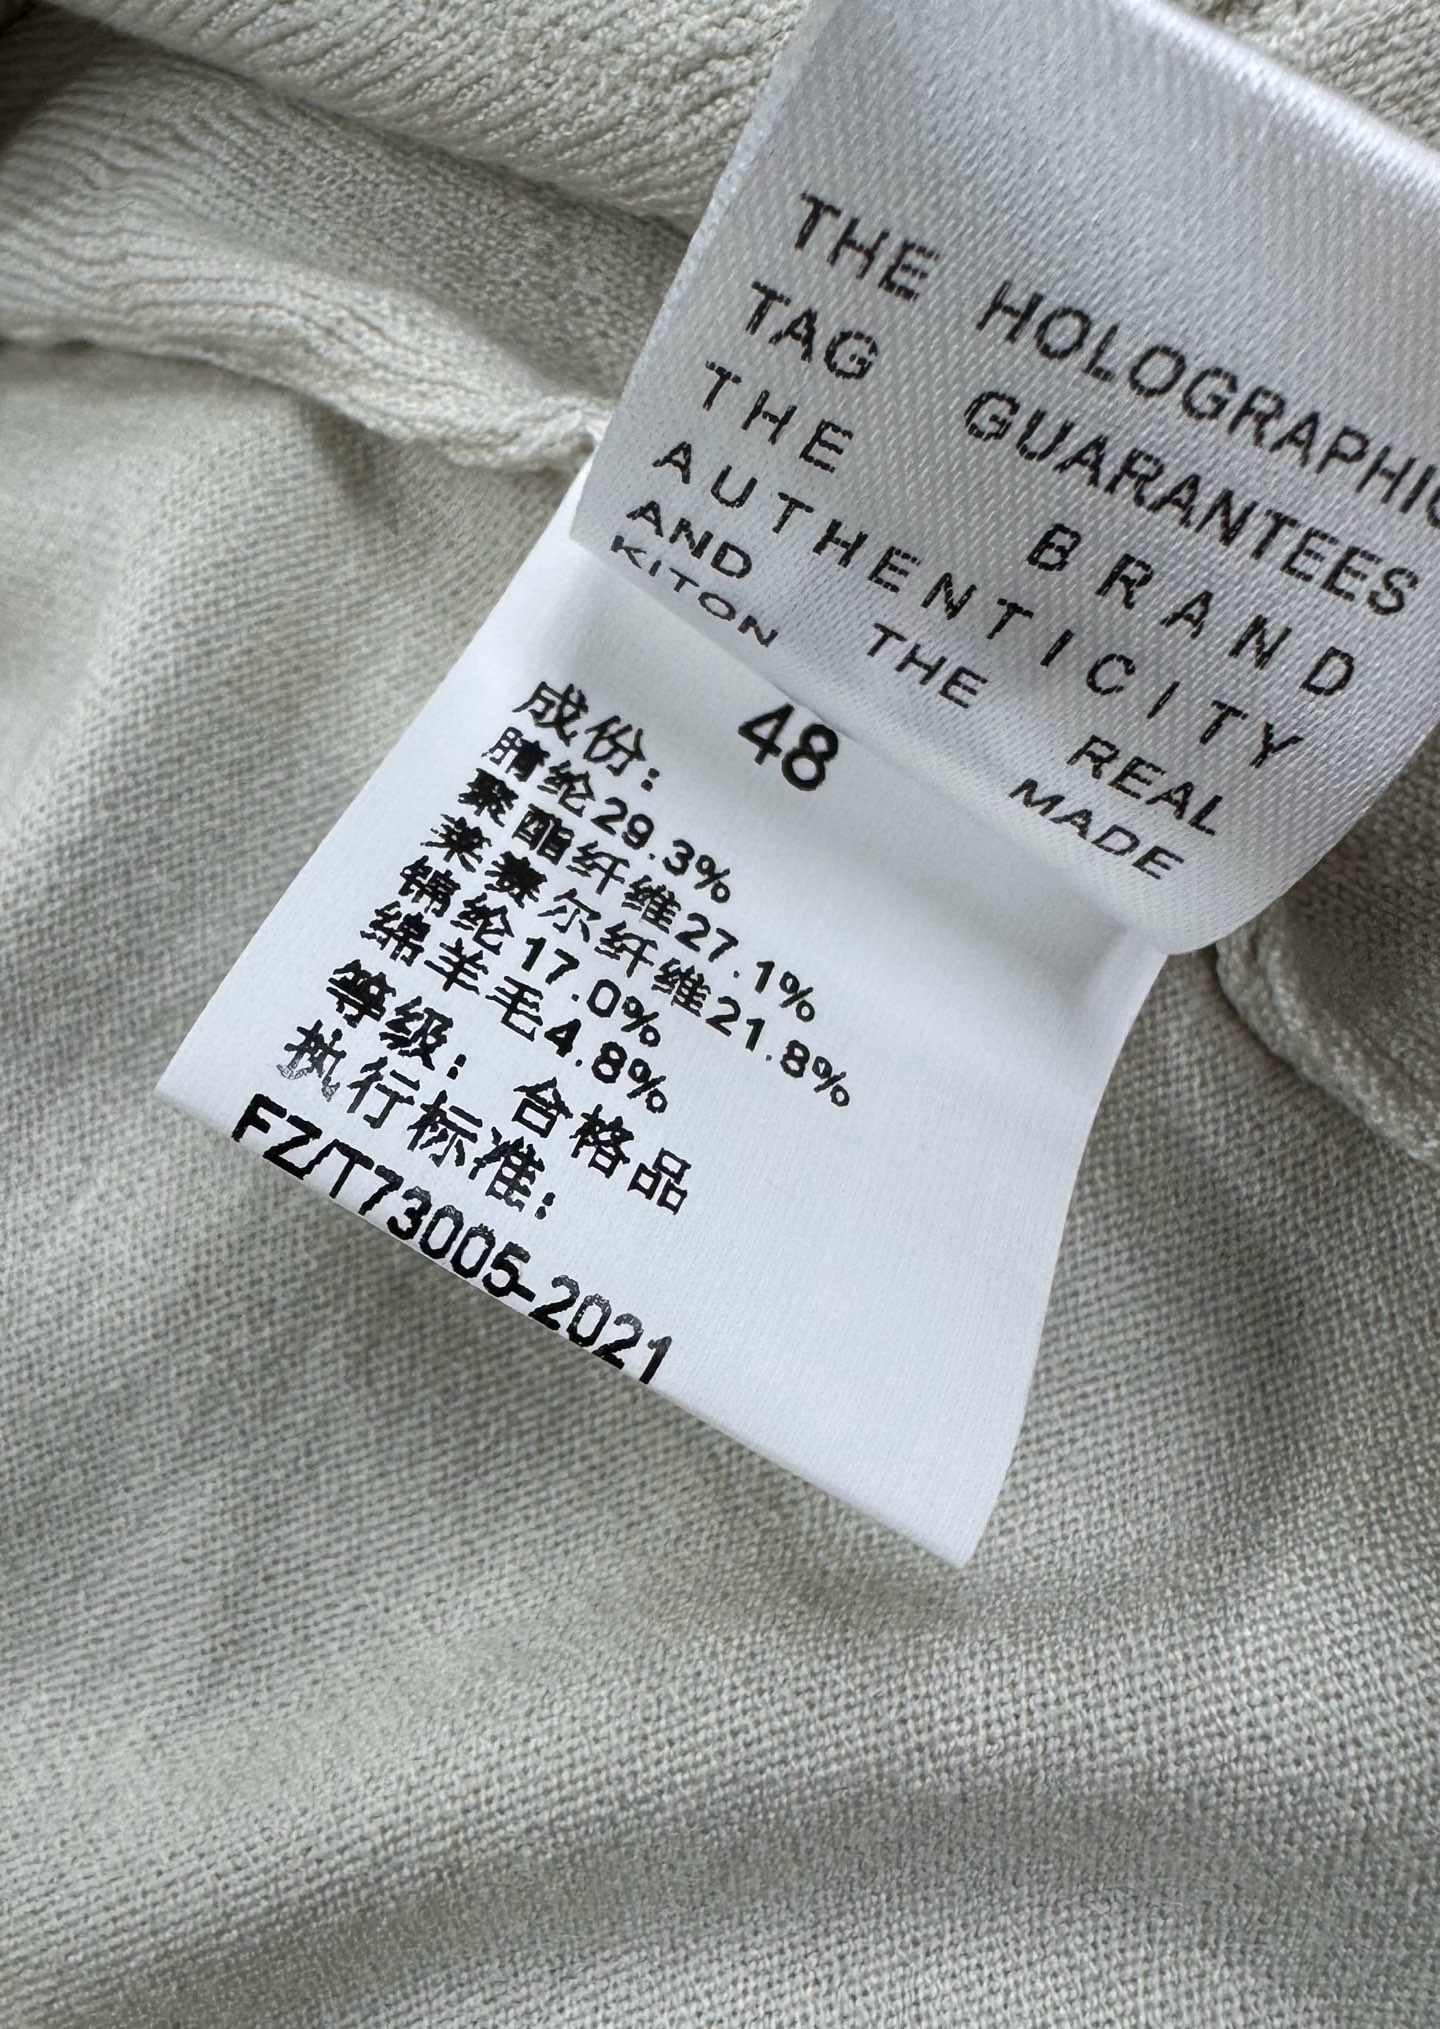 THE HOLOGRAPHIC
TAG GUARANTEES
THE BRAND
AUTHENTICITY
AND THE REAL
KITON MADE
48
成份：
腈纶29.3%
聚酯纤维27.1%
莱赛尔纤维21.8%
锦纶17.0%
绵羊毛4.8%
等级：合格品
执行标准：
FZ/T73005-2021